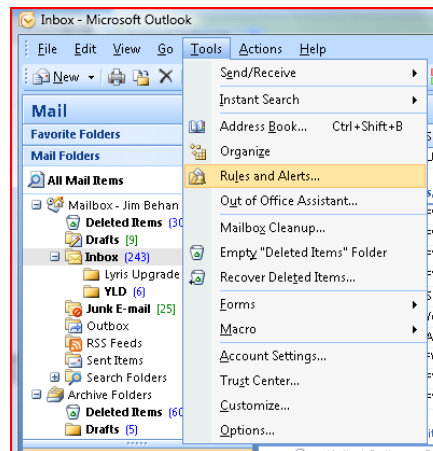 Inbox - Microsoft Outlook
File Edit View Go Tools Actions Help
New
Mail
Favorite Folders
Mail Folders
All Mail Items
Mailbox - Jim Behan
Deleted Items (30
Drafts [9]
Inbox (243)
Lyris Upgrade
YLD (6)
Junk E-mail [25]
Outbox
RSS Feeds
Sent Items
Search Folders
Archive Folders
Deleted Items (60
Drafts (5)
Send/Receive
Instant Search
Address Book... Ctrl+Shift+B
Organize
Rules and Alerts...
Out of Office Assistant...
Mailbox Cleanup...
Empty "Deleted Items" Folder
Recover Deleted Items...
Forms
Macro
Account Settings...
Trust Center...
Customize...
Options...